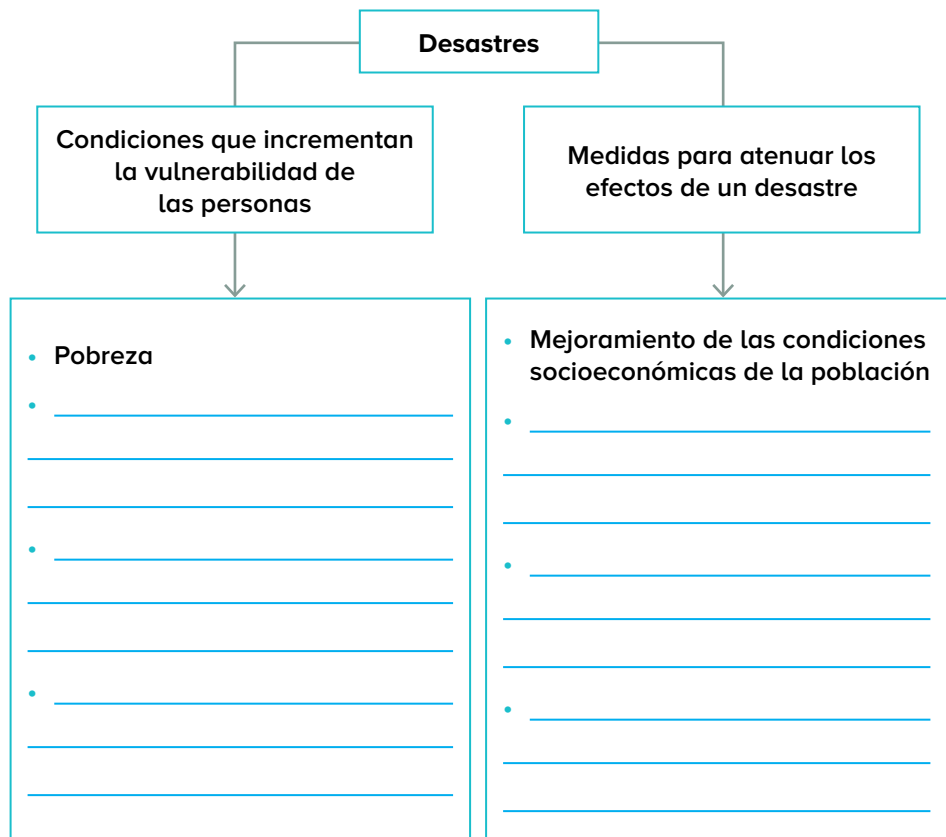 Desastres
Condiciones que incrementan
la vulnerabilidad de
las personas
Medidas para atenuar los
efectos de un desastre
• Pobreza
•
•
•
• Mejoramiento de las condiciones
socioeconómicas de la población
•
•
•